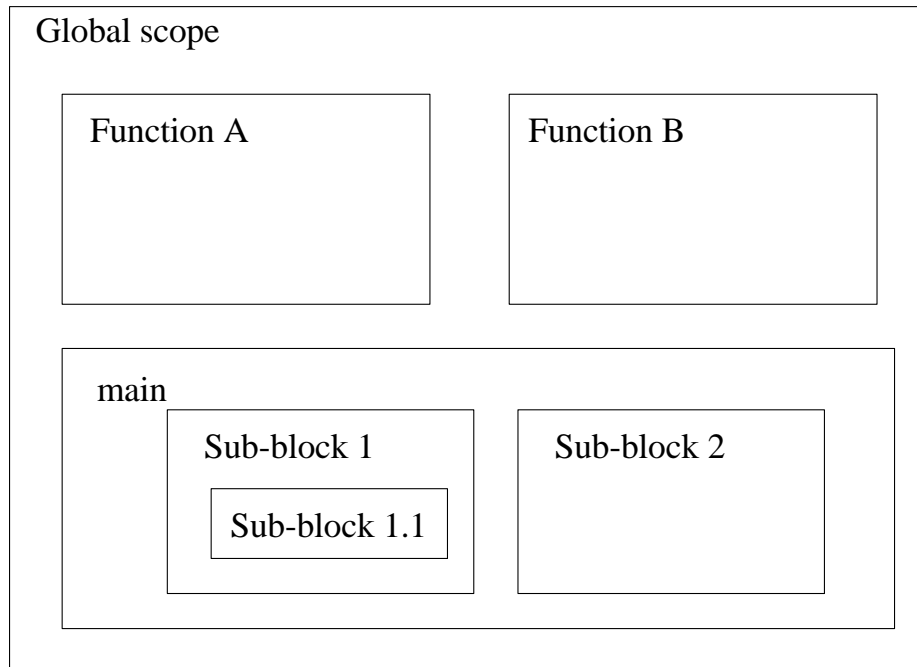 Global scope
Function A
Function B
main
Sub-block 1
Sub-block 2
Sub-block 1.1